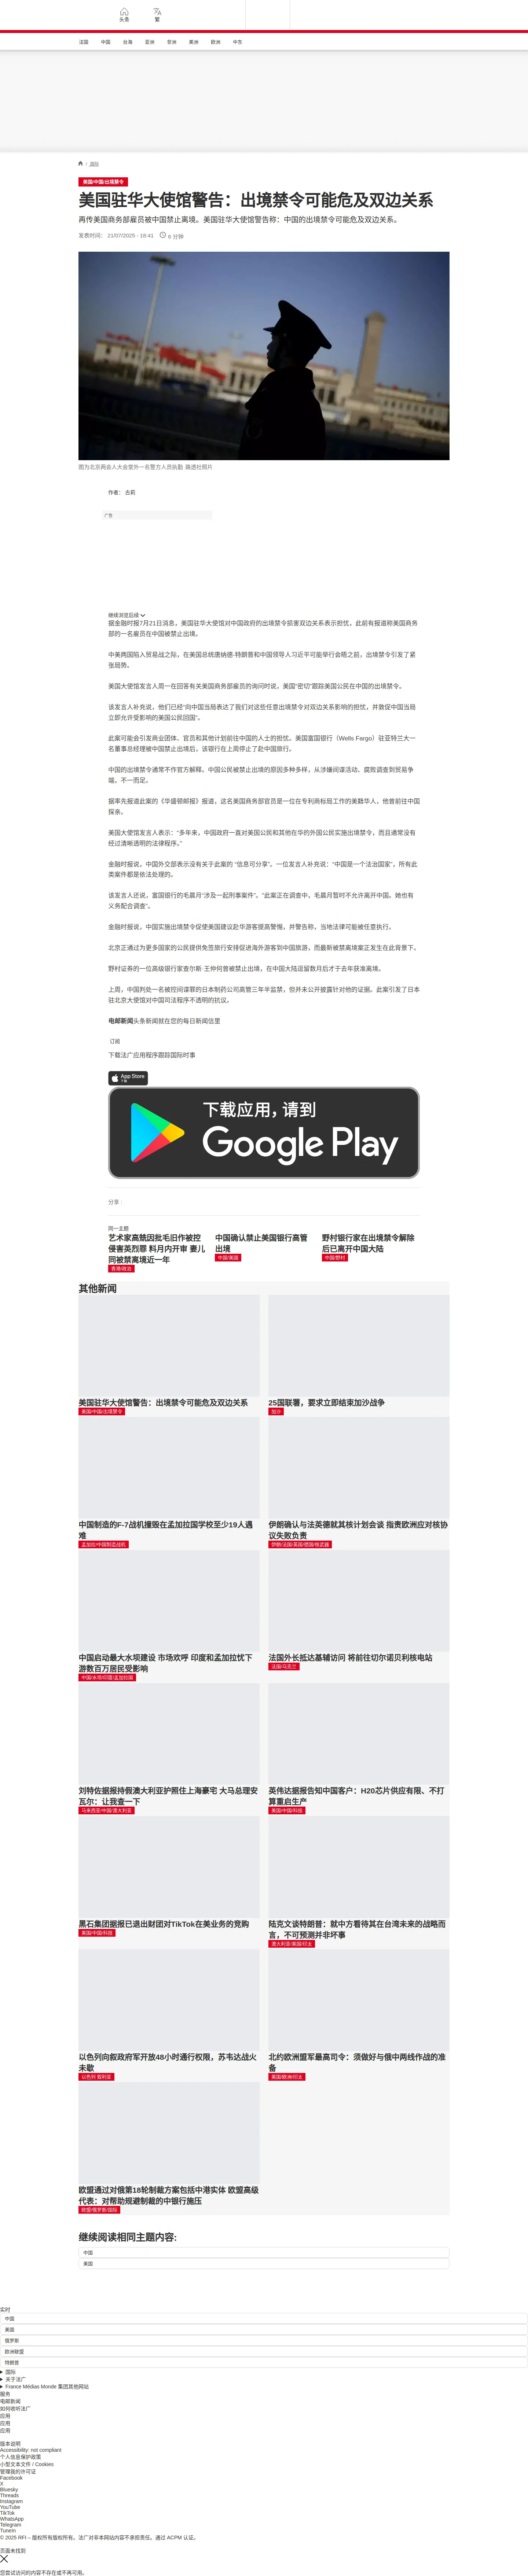 头条
繁
法国
中国
台海
亚洲
非洲
美洲
欧洲
中东
/ 国际
美国/中国/出境禁令
美国驻华大使馆警告：出境禁令可能危及双边关系
再传美国商务部雇员被中国禁止离境。美国驻华大使馆警告称：中国的出境禁令可能危及双边关系。
发表时间： 21/07/2025 - 18:41
8 分钟
图为北京两会人大会堂外一名警方人员执勤 路透社照片
作者： 古莉
广告
继续浏览后续
据金融时报7月21日消息，美国驻华大使馆对中国政府的出境禁令损害双边关系表示担忧，此前有报道称美国商务
部的一名雇员在中国被禁止出境。
中美两国陷入贸易战之际，在美国总统唐纳德-特朗普和中国领导人习近平可能举行会晤之前，出境禁令引发了紧
张局势。
美国大使馆发言人周一在回答有关美国商务部雇员的询问时说，美国"密切"跟踪美国公民在中国的出境禁令。
该发言人补充说，他们已经"向中国当局表达了我们对这些任意出境禁令对双边关系影响的担忧，并敦促中国当局
立即允许受影响的美国公民回国"。
此案可能会引发商业团体、官员和其他计划前往中国的人士的担忧。美国富国银行（Wells Fargo）驻亚特兰大一
名董事总经理被中国禁止出境后，该银行在上周停止了赴中国旅行。
中国的出境禁令通常不作官方解释。中国公民被禁止出境的原因多种多样，从涉嫌间谍活动、腐败调查到贸易争
端，不一而足。
据率先报道此案的《华盛顿邮报》报道，这名美国商务部官员是一位在专利商标局工作的美籍华人，他曾前往中国
探亲。
美国大使馆发言人表示："多年来，中国政府一直对美国公民和其他在华的外国公民实施出境禁令，而且通常没有
经过清晰透明的法律程序。"
金融时报说，中国外交部表示没有关于此案的 "信息可分享"。一位发言人补充说："中国是一个法治国家"，所有此
类案件都是依法处理的。
该发言人还说，富国银行的毛晨月"涉及一起刑事案件"。"此案正在调查中，毛晨月暂时不允许离开中国。她也有
义务配合调查"。
金融时报说，中国实施出境禁令促使美国建议赴华游客提高警惕，并警告称，当地法律可能被任意执行。
北京正通过为更多国家的公民提供免签旅行安排促进海外游客到中国旅游，而最新被禁离境案正发生在此背景下。
野村证券的一位高级银行家查尔斯·王仲何曾被禁止出境，在中国大陆逗留数月后才于去年获准离境。
上周，中国判处一名被控间谍罪的日本制药公司高管三年半监禁，但并未公开披露针对他的证据。此案引发了日本
驻北京大使馆对中国司法程序不透明的抗议。
电邮新闻头条新闻就在您的每日新闻信里
订阅
下载法广应用程序跟踪国际时事
App Store
下载应用，请到
Google Play
分享 :
同一主题
艺术家高兟因批毛旧作被控
侵害英烈罪 料月内开审 妻儿
同被禁离境近一年
香港/政治
中国确认禁止美国银行高管
出境
中国/美国
野村银行家在出境禁令解除
后已离开中国大陆
中国/野村
其他新闻
美国驻华大使馆警告：出境禁令可能危及双边关系
美国/中国/出境禁令
25国联署，要求立即结束加沙战争
加沙
中国制造的F-7战机撞毁在孟加拉国学校至少19人遇
难
孟加拉/中国制造战机
伊朗确认与法英德就其核计划会谈 指责欧洲应对核协
议失败负责
伊朗/法国/英国/德国/核武器
中国启动最大水坝建设 市场欢呼 印度和孟加拉忧下
游数百万居民受影响
中国/水坝/印度/孟加拉国
法国外长抵达基辅访问 将前往切尔诺贝利核电站
法国/乌克兰
刘特佐据报持假澳大利亚护照住上海豪宅 大马总理安
瓦尔：让我查一下
马来西亚/中国/澳大利亚
英伟达据报告知中国客户：H20芯片供应有限、不打
算重启生产
美国/中国/科技
黑石集团据报已退出财团对TikTok在美业务的竞购
美国/中国/科技
陆克文谈特朗普：就中方看待其在台湾未来的战略而
言，不可预测并非坏事
澳大利亚/美国/印太
以色列向叙政府军开放48小时通行权限，苏韦达战火
未歇
以色列 叙利亚
北约欧洲盟军最高司令：须做好与俄中两线作战的准
备
美国/欧洲/印太
欧盟通过对俄第18轮制裁方案包括中港实体 欧盟高级
代表：对帮助规避制裁的中银行施压
欧盟/俄罗斯/国际
继续阅读相同主题内容:
中国
美国
实时
中国
美国
俄罗斯
欧洲联盟
特朗普
国际
关于法广
France Médias Monde 集团其他网站
服务
电邮新闻
如何收听法广
应用
应用
应用
版本说明
Accessibility: not compliant
个人信息保护政策
小型文本文件 / Cookies
管理我的许可证
Facebook
X
Bluesky
Threads
Instagram
YouTube
TikTok
WhatsApp
Telegram
TuneIn
© 2025 RFI – 版权所有版权所有。法广对非本网站内容不承担责任。通过 ACPM 认证。
页面未找到
您尝试访问的内容不存在或不再可用。